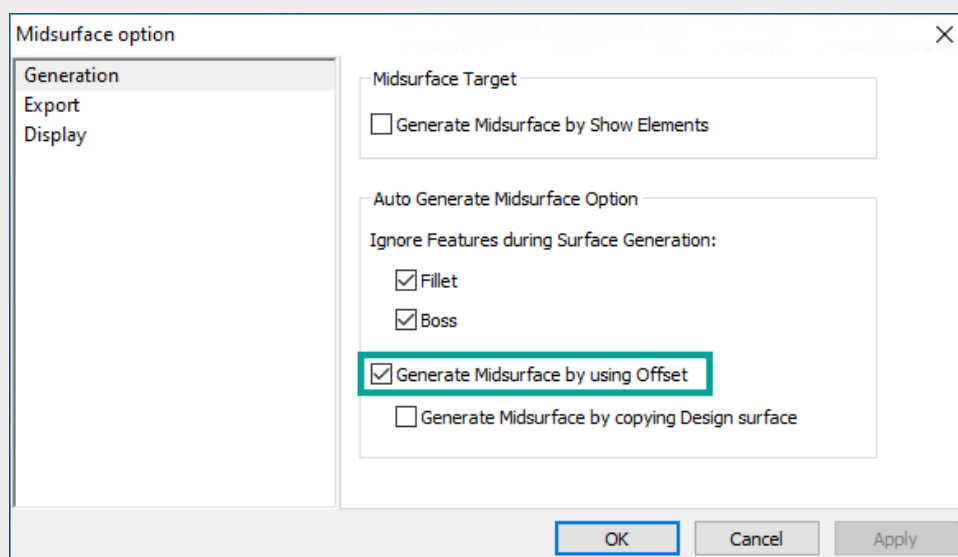 Midsurface option
Generation
Export
Display
Midsurface Target
Generate Midsurface by Show Elements
Auto Generate Midsurface Option
Ignore Features during Surface Generation:
Fillet
Boss
Generate Midsurface by using Offset
Generate Midsurface by copying Design surface
OK
Cancel
Apply